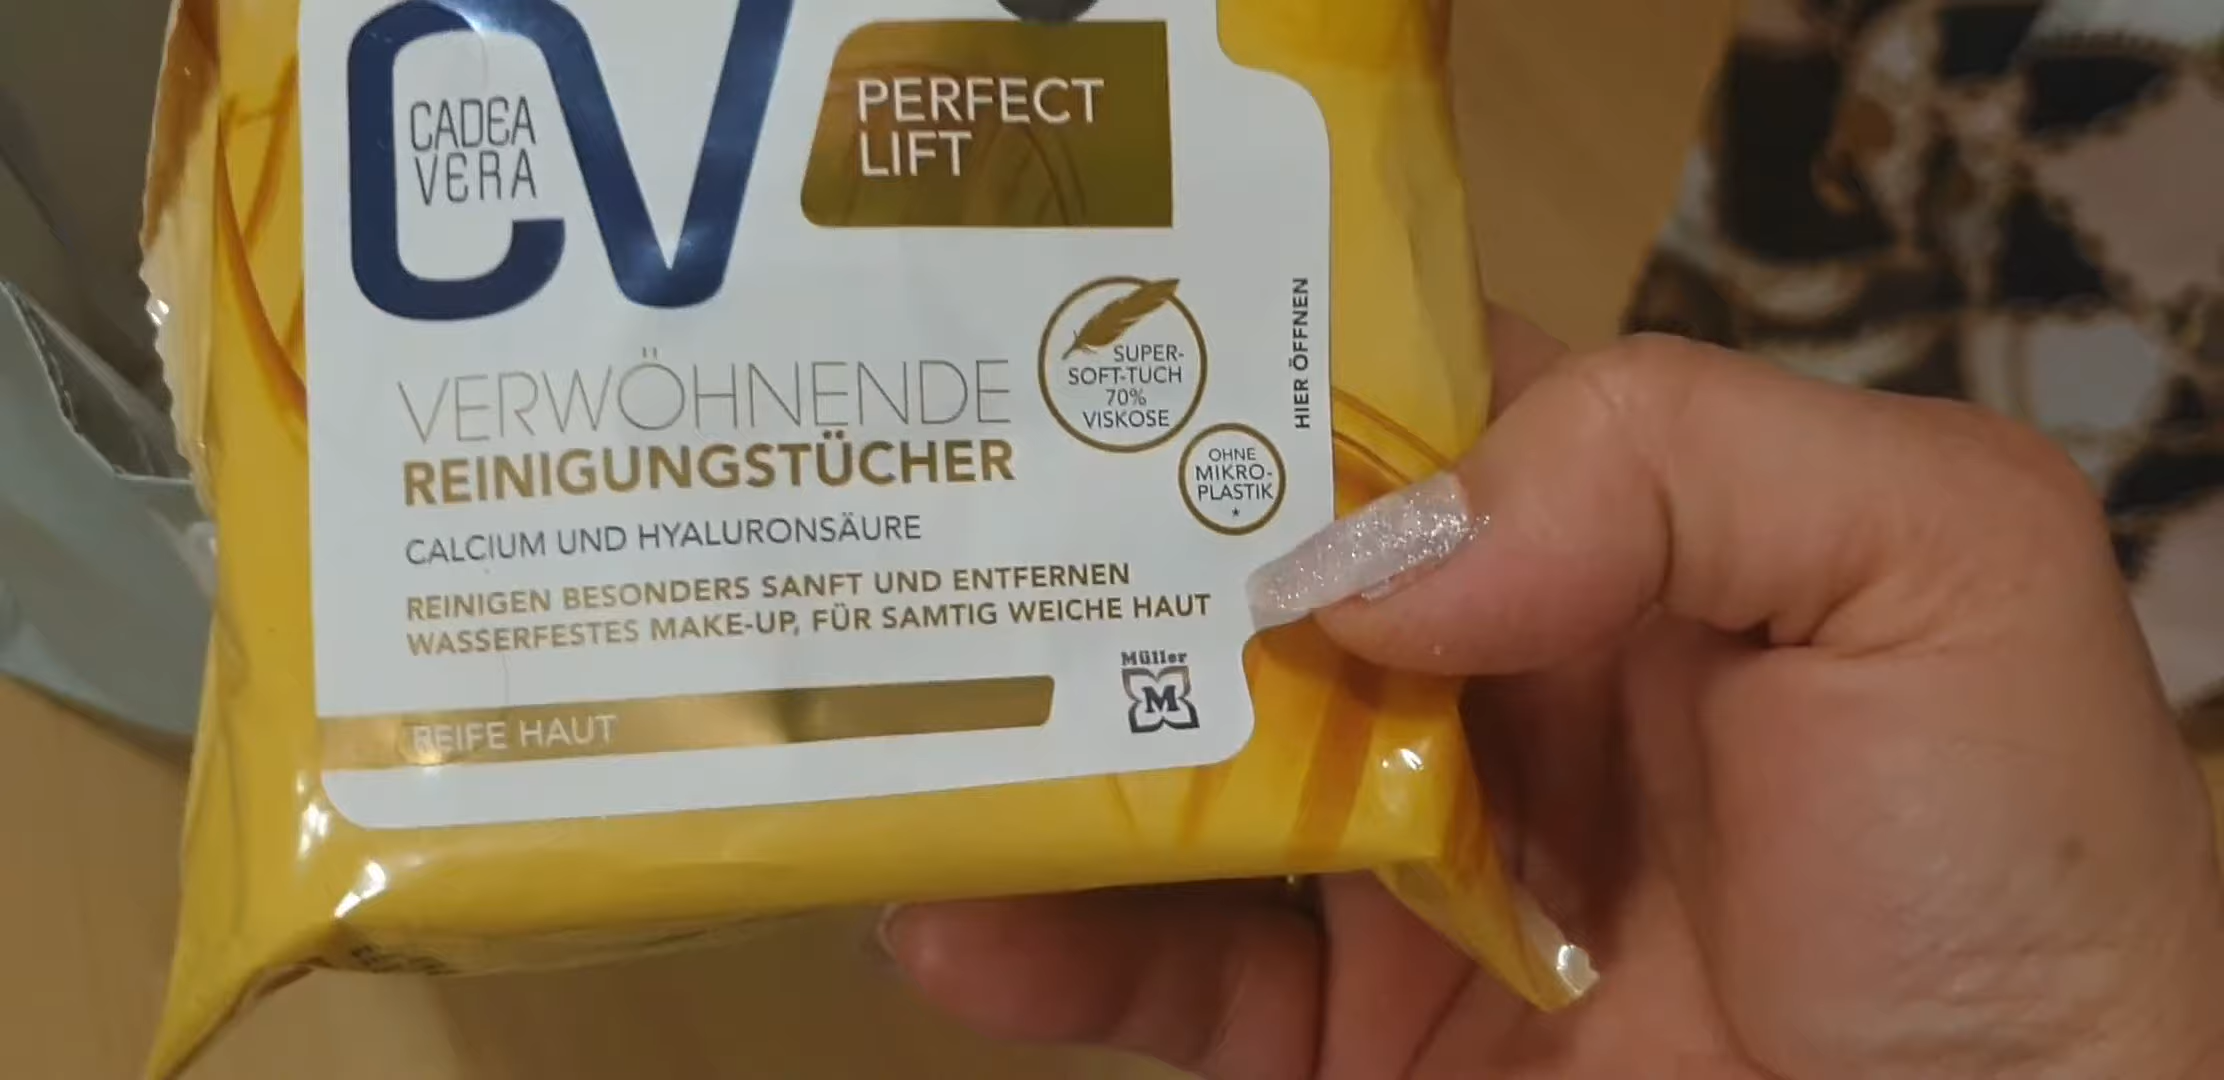 CV
CADEA
VERA
PERFECT
LIFT
SUPER-
SOFT-TUCH
70%
VISKOSE
HIER ÖFFNEN
OHNE
MIKRO-
PLASTIK
*
VERWÖHNENDE
REINIGUNGSTÜCHER
CALCIUM UND HYALURONSÄURE
REINIGEN BESONDERS SANFT UND ENTFERNEN
WASSERFESTES MAKE-UP, FÜR SAMTIG WEICHE HAUT
Müller
M
REIFE HAUT